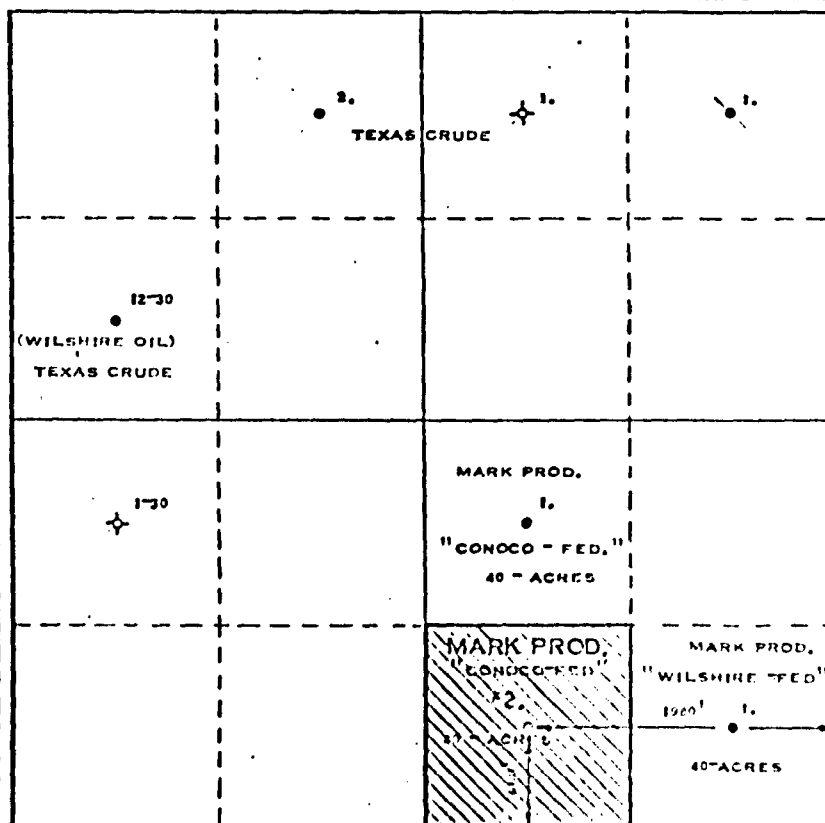 2.
1.
1.
TEXAS CRUDE
12-30
(WILSHIRE OIL)
TEXAS CRUDE
1-30
MARK PROD.
1.
"CONOCO - FED."
40 - ACRES
MARK PROD.
"CONOCO-FED"
2.
MARK PROD.
"WILSHIRE -FED"
1980'
1.
40-ACRES